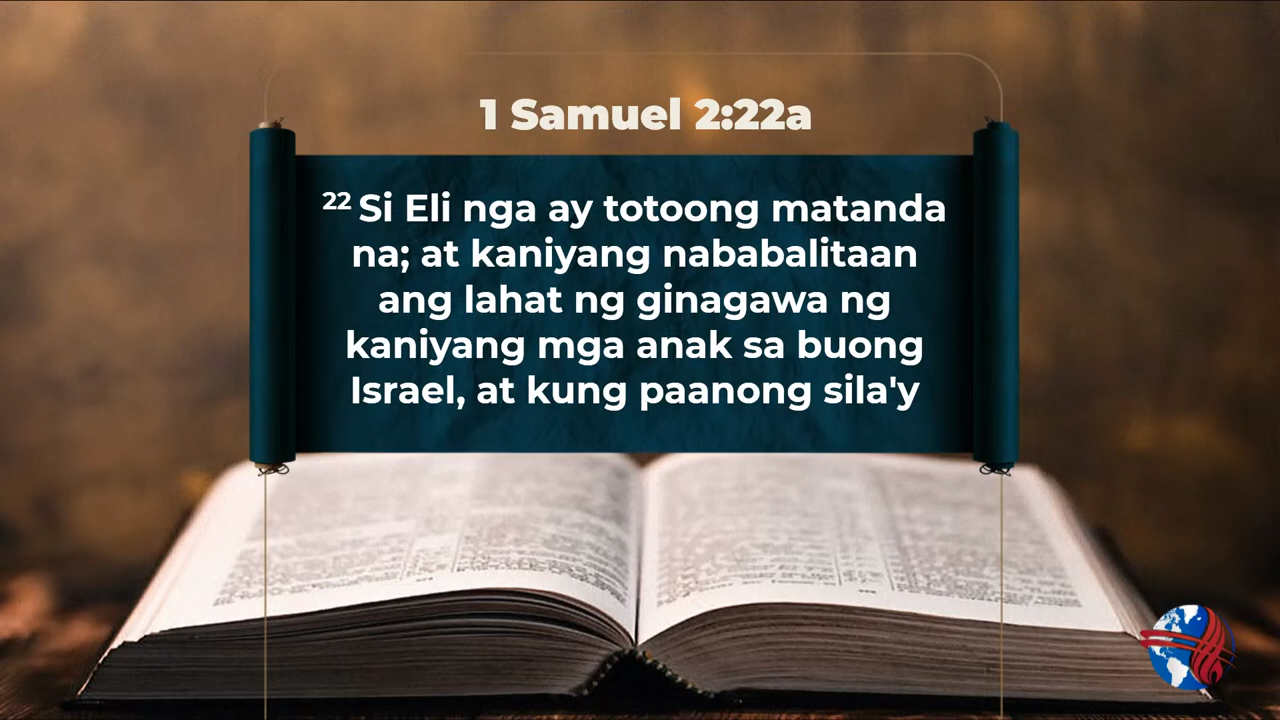 1 Samuel 2:22a
22 Si Eli nga ay totoong matanda
na; at kaniyang nababalitaan
ang lahat ng ginagawa ng
kaniyang mga anak sa buong
Israel, at kung paanong sila'y